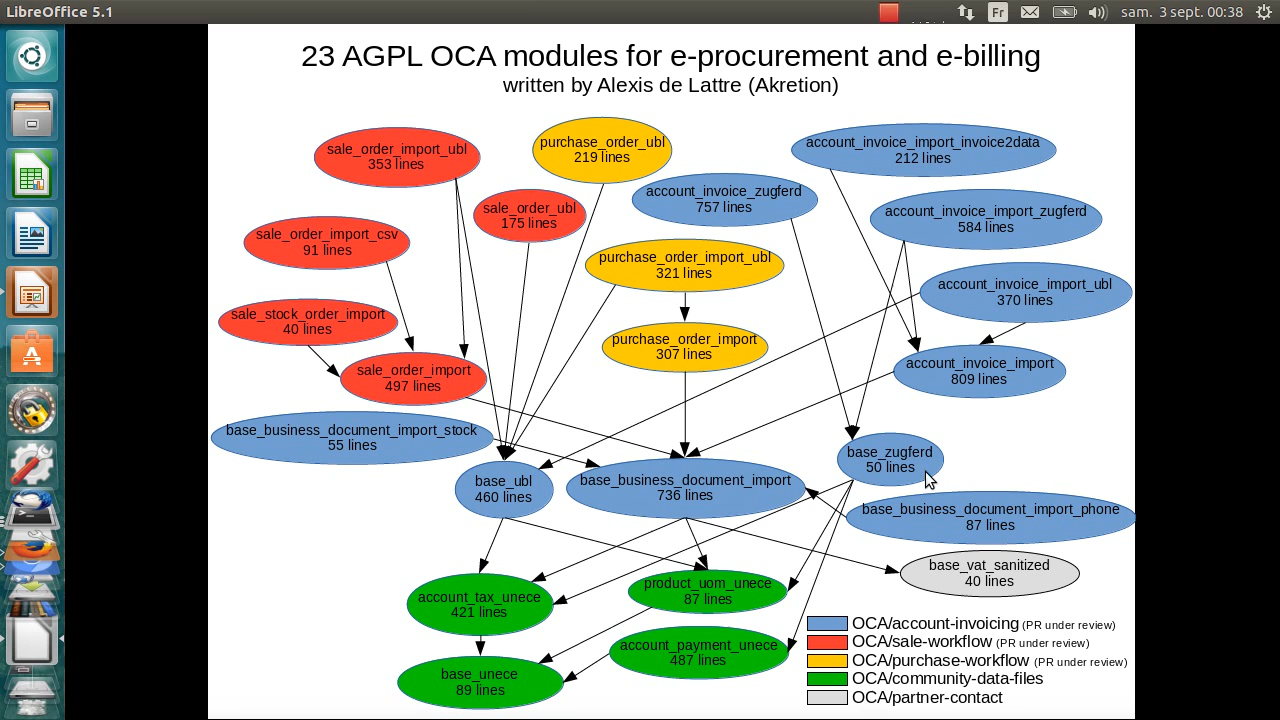 LibreOffice 5.1
Fr
sam. 3 sept. 00:38
23 AGPL OCA modules for e-procurement and e-billing
written by Alexis de Lattre (Akretion)
sale_order_import_ubl
353 lines
purchase_order_ubl
219 lines
account_invoice_import_invoice2data
212 lines
account_invoice_zugferd
757 lines
sale_order_ubl
175 lines
account_invoice_import_zugferd
584 lines
sale_order_import_csv
91 lines
purchase_order_import_ubl
321 lines
account_invoice_import_ubl
370 lines
sale_stock_order_import
40 lines
purchase_order_import
307 lines
sale_order_import
497 lines
account_invoice_import
809 lines
base_business_document_import_stock
55 lines
base_zugferd
50 lines
base_ubl
460 lines
base_business_document_import
736 lines
base_business_document_import_phone
87 lines
base_vat_sanitized
40 lines
account_tax_unece
421 lines
product_uom_unece
87 lines
account_payment_unece
487 lines
base_unece
89 lines
OCA/account-invoicing (PR under review)
OCA/sale-workflow (PR under review)
OCA/purchase-workflow (PR under review)
OCA/community-data-files
OCA/partner-contact